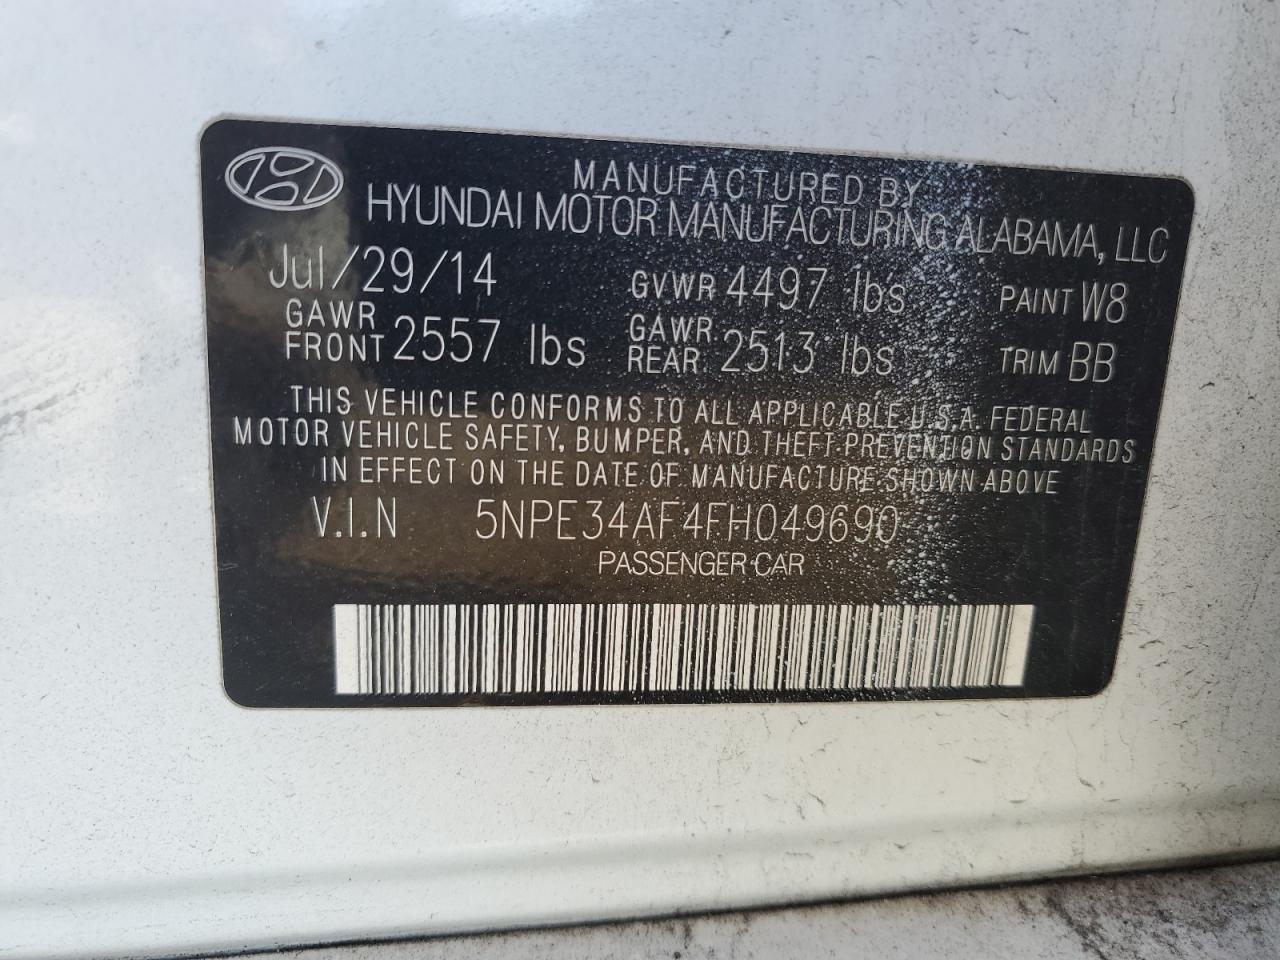 MANUFACTURED BY
HYUNDAI MOTOR MANUFACTURING ALABAMA, LLC
Jul/29/14 GVWR 4497 lbs PAINT W8
GAWR FRONT 2557 lbs GAWR REAR 2513 lbs TRIM BB
THIS VEHICLE CONFORMS TO ALL APPLICABLE U.S.A. FEDERAL
MOTOR VEHICLE SAFETY, BUMPER, AND THEFT PREVENTION STANDARDS
IN EFFECT ON THE DATE OF MANUFACTURE SHOWN ABOVE
V.I.N 5NPE34AF4FH049690
PASSENGER CAR